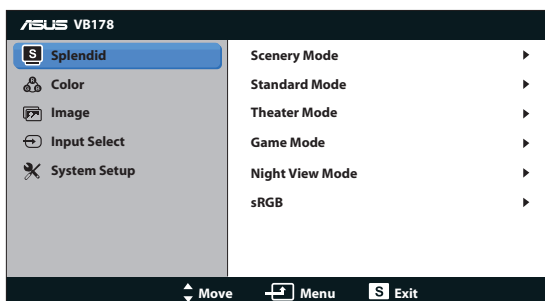 ASUS VB178
S Splendid
Color
Image
Input Select
System Setup
Scenery Mode
Standard Mode
Theater Mode
Game Mode
Night View Mode
sRGB
Move Menu S Exit